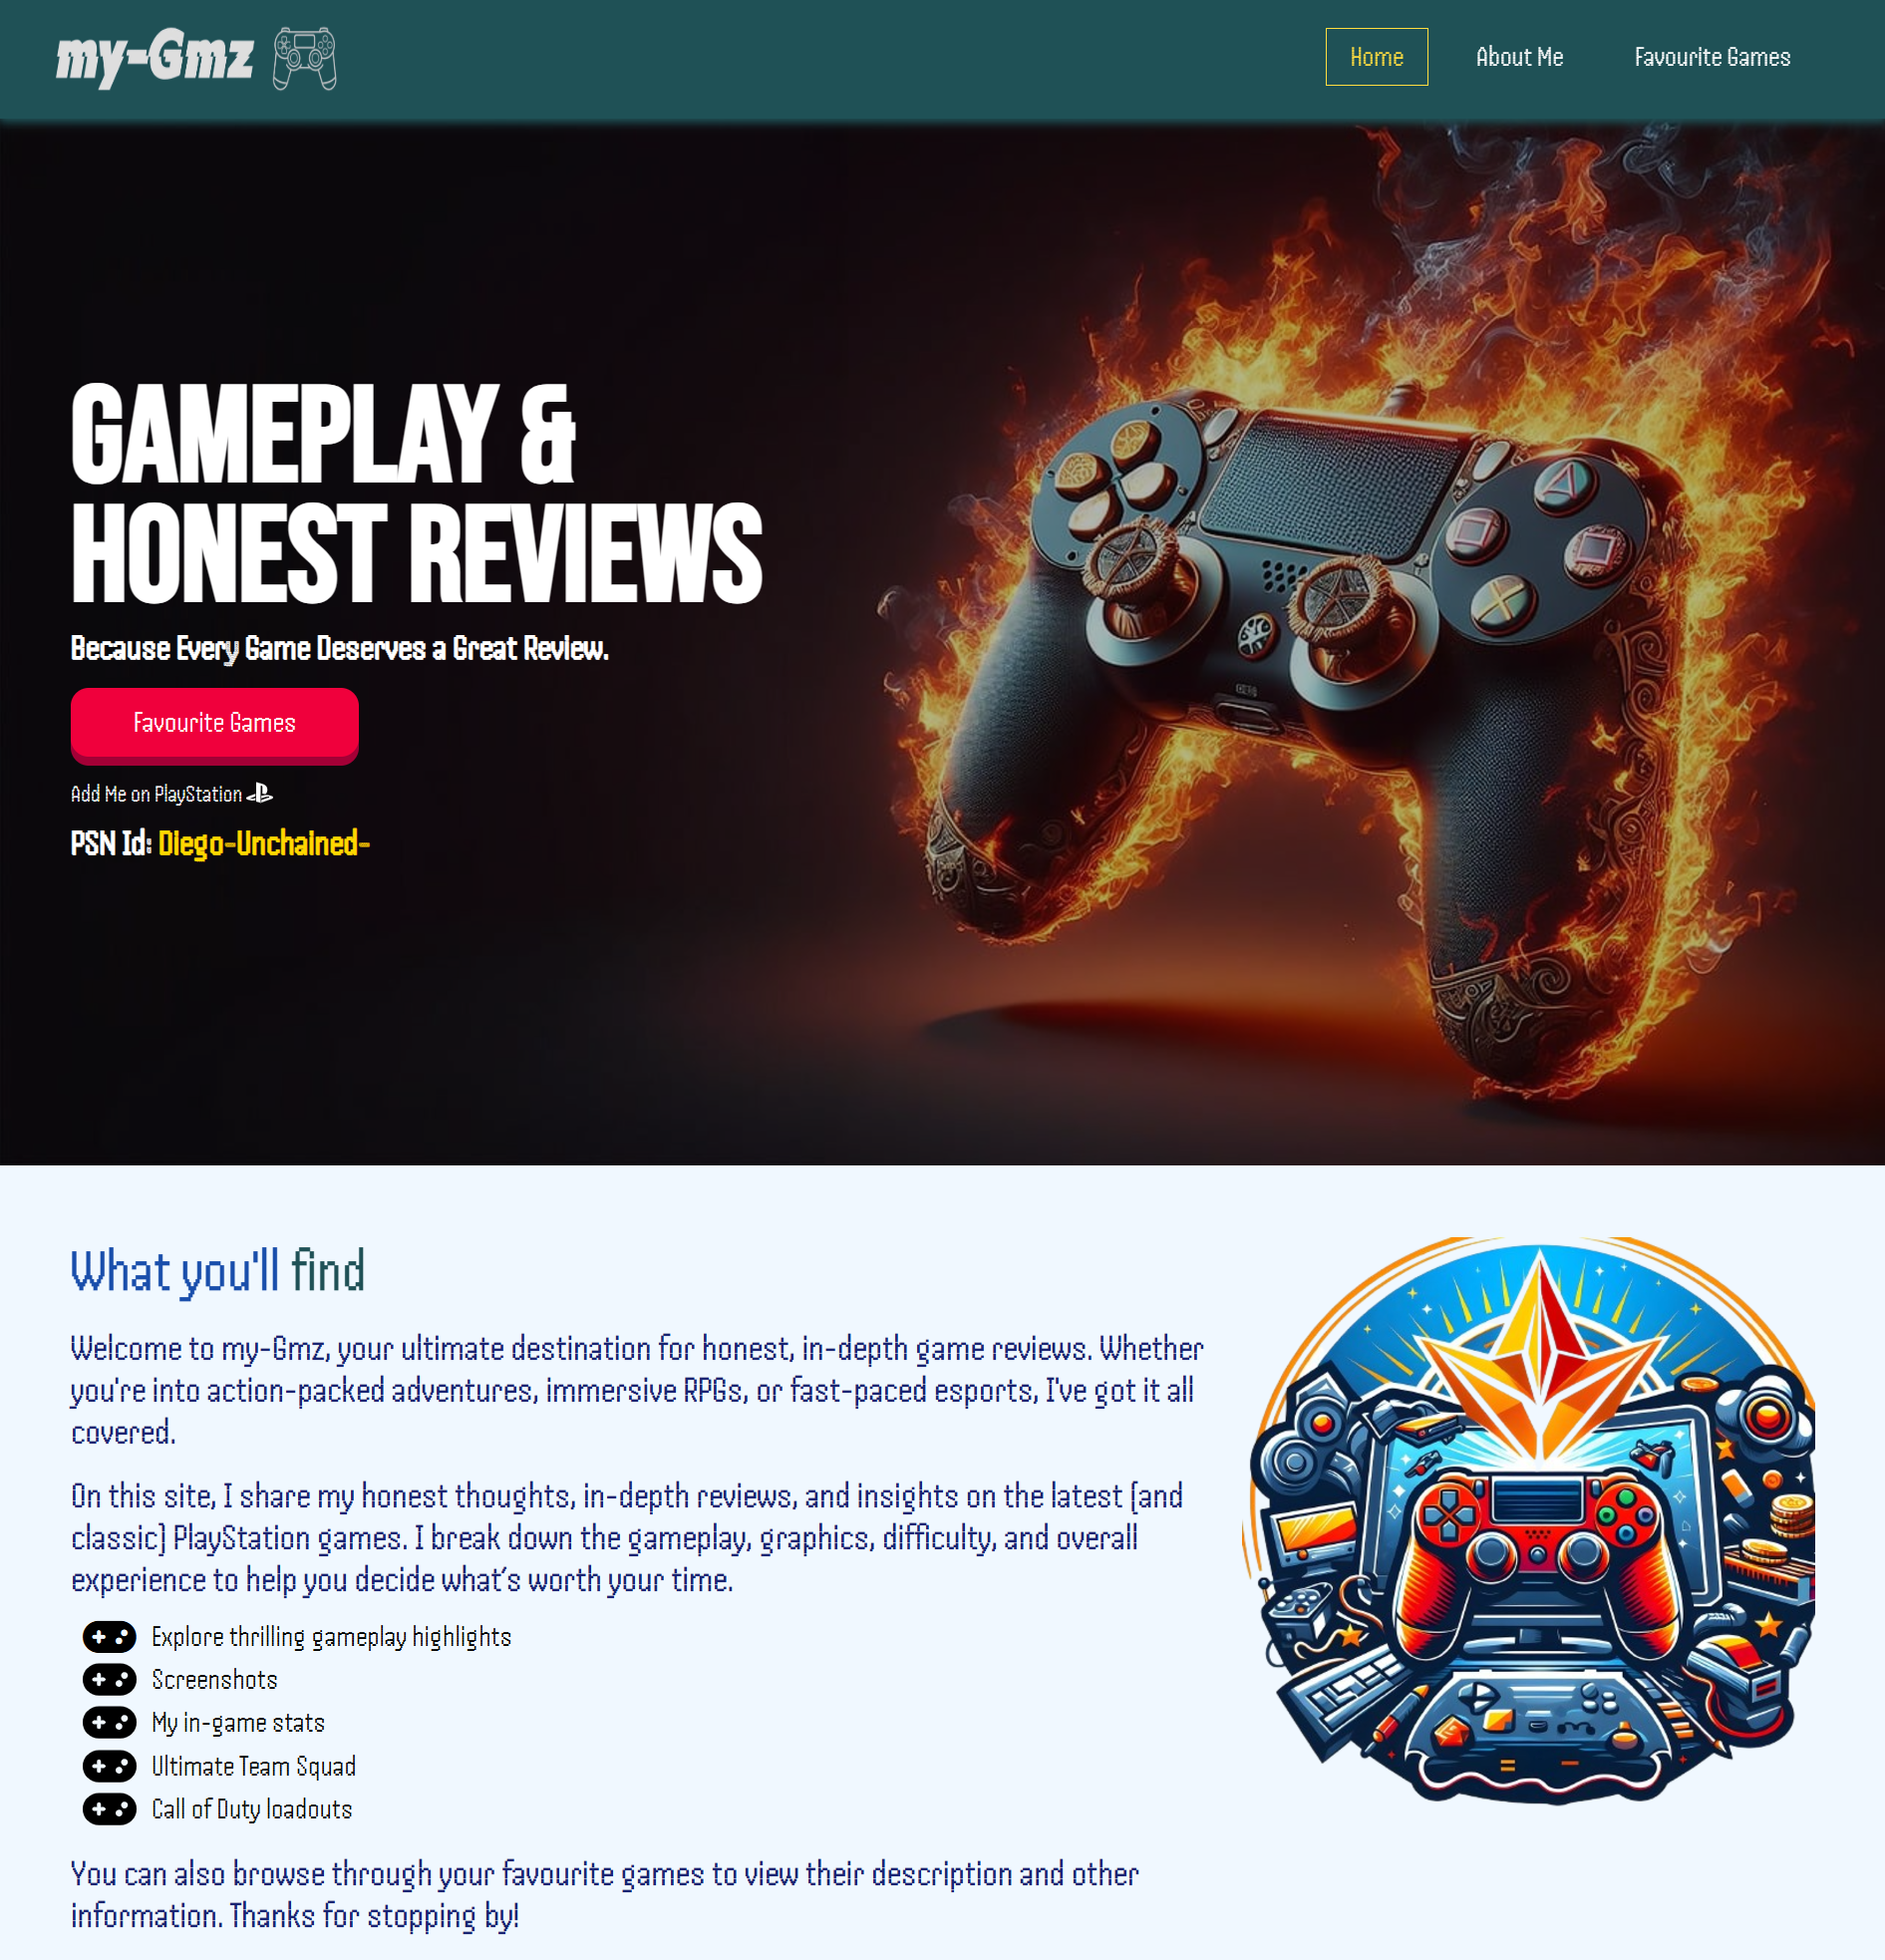 my-Gmz
Home
About Me
Favourite Games
GAMEPLAY &
HONEST REVIEWS
Because Every Game Deserves a Great Review.
Favourite Games
Add Me on PlayStation
PSN Id: Diego-Unchained-
What you'll find
Welcome to my-Gmz, your ultimate destination for honest, in-depth game reviews. Whether
you're into action-packed adventures, immersive RPGs, or fast-paced esports, I've got it all
covered.
On this site, I share my honest thoughts, in-depth reviews, and insights on the latest (and
classic) PlayStation games. I break down the gameplay, graphics, difficulty, and overall
experience to help you decide what’s worth your time.
Explore thrilling gameplay highlights
Screenshots
My in-game stats
Ultimate Team Squad
Call of Duty loadouts
You can also browse through your favourite games to view their description and other
information. Thanks for stopping by!